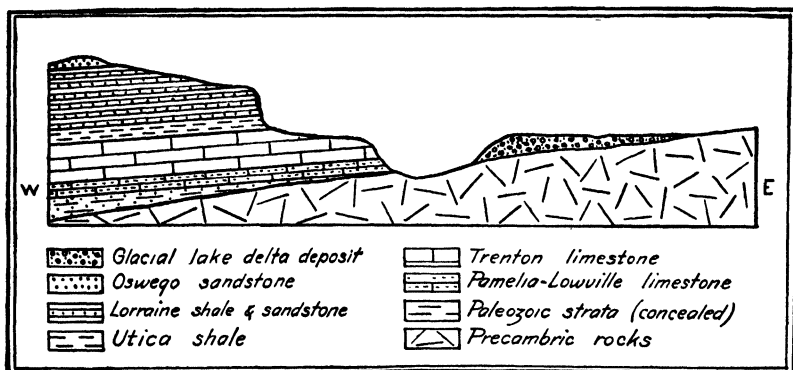 W
E
Glacial lake delta deposit
Oswego sandstone
Lorraine shale & sandstone
Utica shale
Trenton limestone
Pamelia-Lowville limestone
Paleozoic strata (concealed)
Precambric rocks